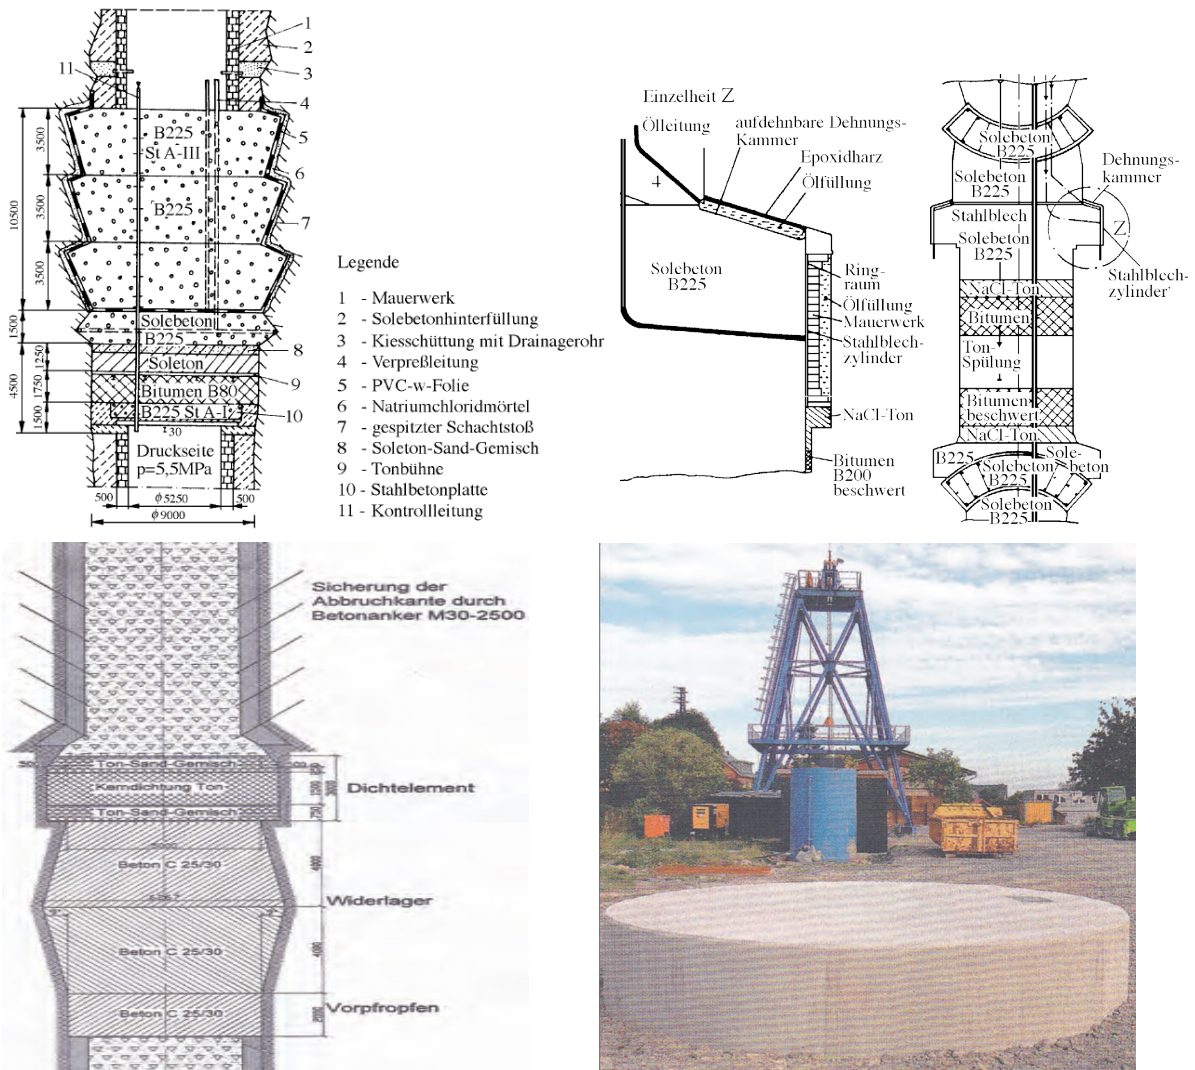 1
2
11
3
4
B225
St A-III
5
6
B225
7
3500
3500
3500
10500
1500
1250
1750
1500
4500
Solebeton
B225
8
Soleton
9
Bitumen B80
B225 St A-I
10
30
Druckseite
p=5,5MPa
500
ϕ5250
500
ϕ9000
Legende
1 - Mauerwerk
2 - Solebetonhinterfüllung
3 - Kiesschüttung mit Drainagerohr
4 - Verpreßleitung
5 - PVC-w-Folie
6 - Natriumchloridmörtel
7 - gespitzter Schachtstoß
8 - Soleton-Sand-Gemisch
9 - Tonbühne
10 - Stahlbetonplatte
11 - Kontrolleitung
Einzelheit Z
Ölleitung
aufdehnbare Dehnungs-
Kammer
Epoxidharz
Ölfüllung
4
Solebeton
B225
Ring-
raum
Ölfüllung
Mauerwerk
Stahlblech-
zylinder
NaCl-Ton
Bitumen
B200
beschwert
Solebeton
B225
Solebeton
B225
Dehnungs-
kammer
Stahlblech
Z
Solebeton
B225
Stahlblech-
zylinder
NaCl-Ton
Bitumen
Ton-
Spülung
Bitumen
beschwert
NaCl-Ton
B225
Sole-
beton
Solebeton
B225
Solebeton
B225
Sicherung der
Abbruchkante durch
Betonanker M30-2500
Ton-Sand-Gemisch
Kerndichtung Ton
Dichtelement
Ton-Sand-Gemisch
750
Beton C 25/30
4000
Widerlager
Beton C 25/30
4000
Vorpfropfen
Beton C 25/30
2000